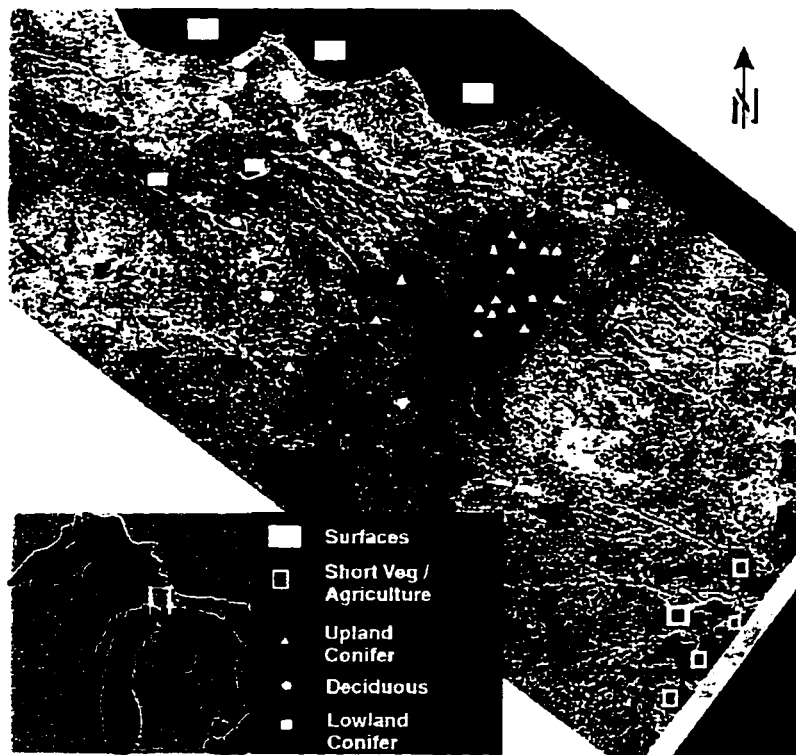 N
Surfaces
Short Veg /
Agriculture
Upland
Conifer
Deciduous
Lowland
Conifer